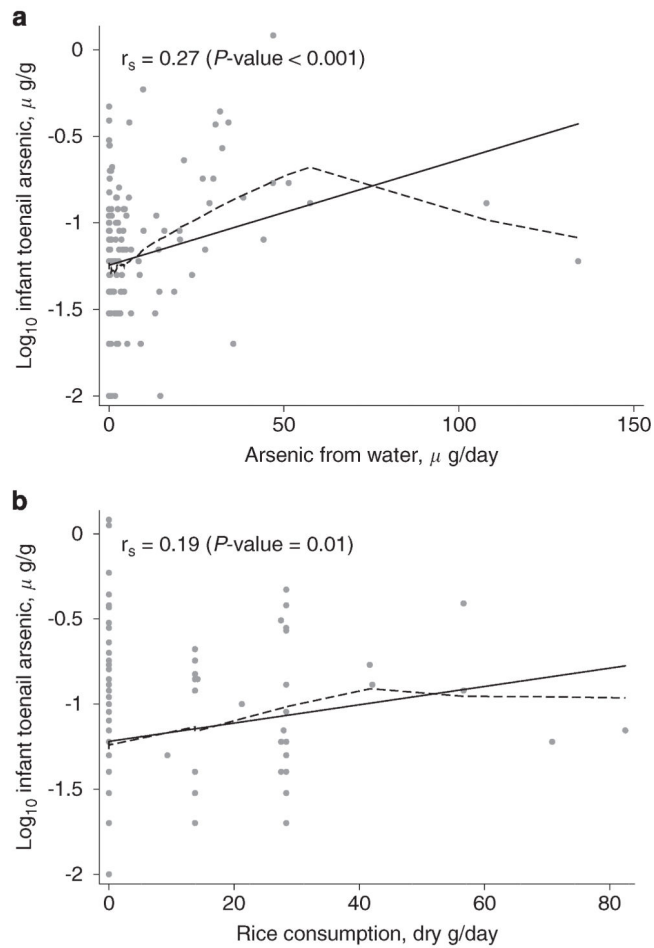 a
r_s = 0.27 (P-value < 0.001)
Log₁₀ infant toenail arsenic, μ g/g
0
-0.5
-1
-1.5
-2
0
50
100
150
Arsenic from water, μ g/day
b
r_s = 0.19 (P-value = 0.01)
Log₁₀ infant toenail arsenic, μ g/g
0
-0.5
-1
-1.5
-2
0
20
40
60
80
Rice consumption, dry g/day